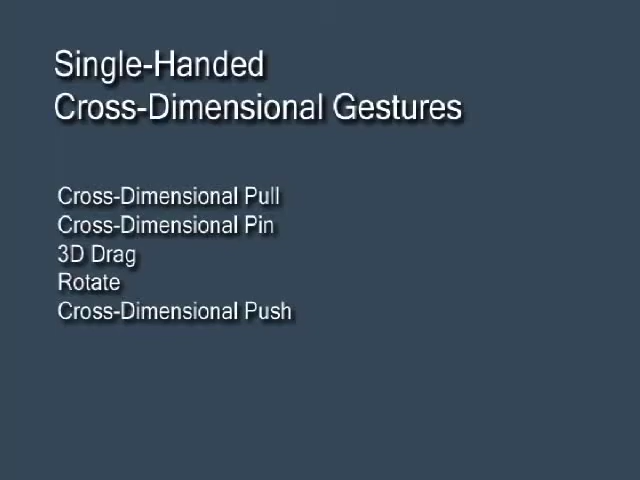 Single-Handed
Cross-Dimensional Gestures
Cross-Dimensional Pull
Cross-Dimensional Pin
3D Drag
Rotate
Cross-Dimensional Push